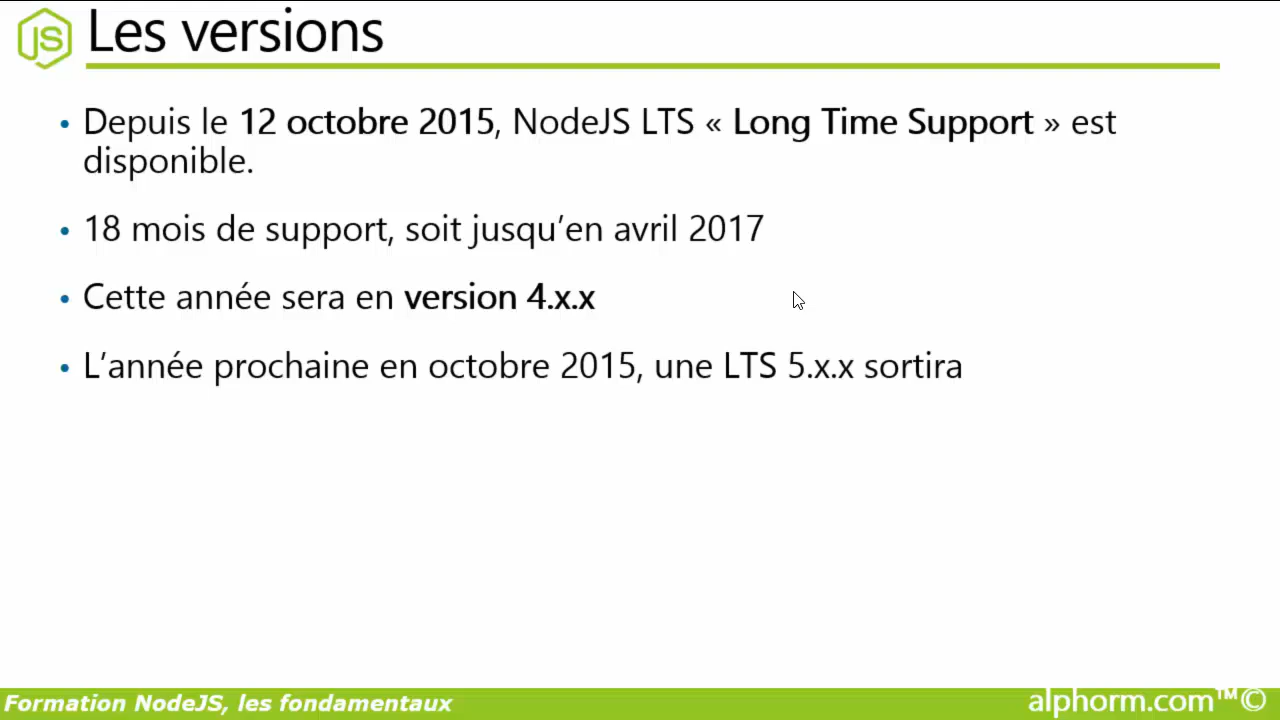 JS
Les versions
• Depuis le 12 octobre 2015, NodeJS LTS « Long Time Support » est
disponible.
• 18 mois de support, soit jusqu’en avril 2017
• Cette année sera en version 4.x.x
• L’année prochaine en octobre 2015, une LTS 5.x.x sortira
Formation NodeJS, les fondamentaux
alphorm.com™©